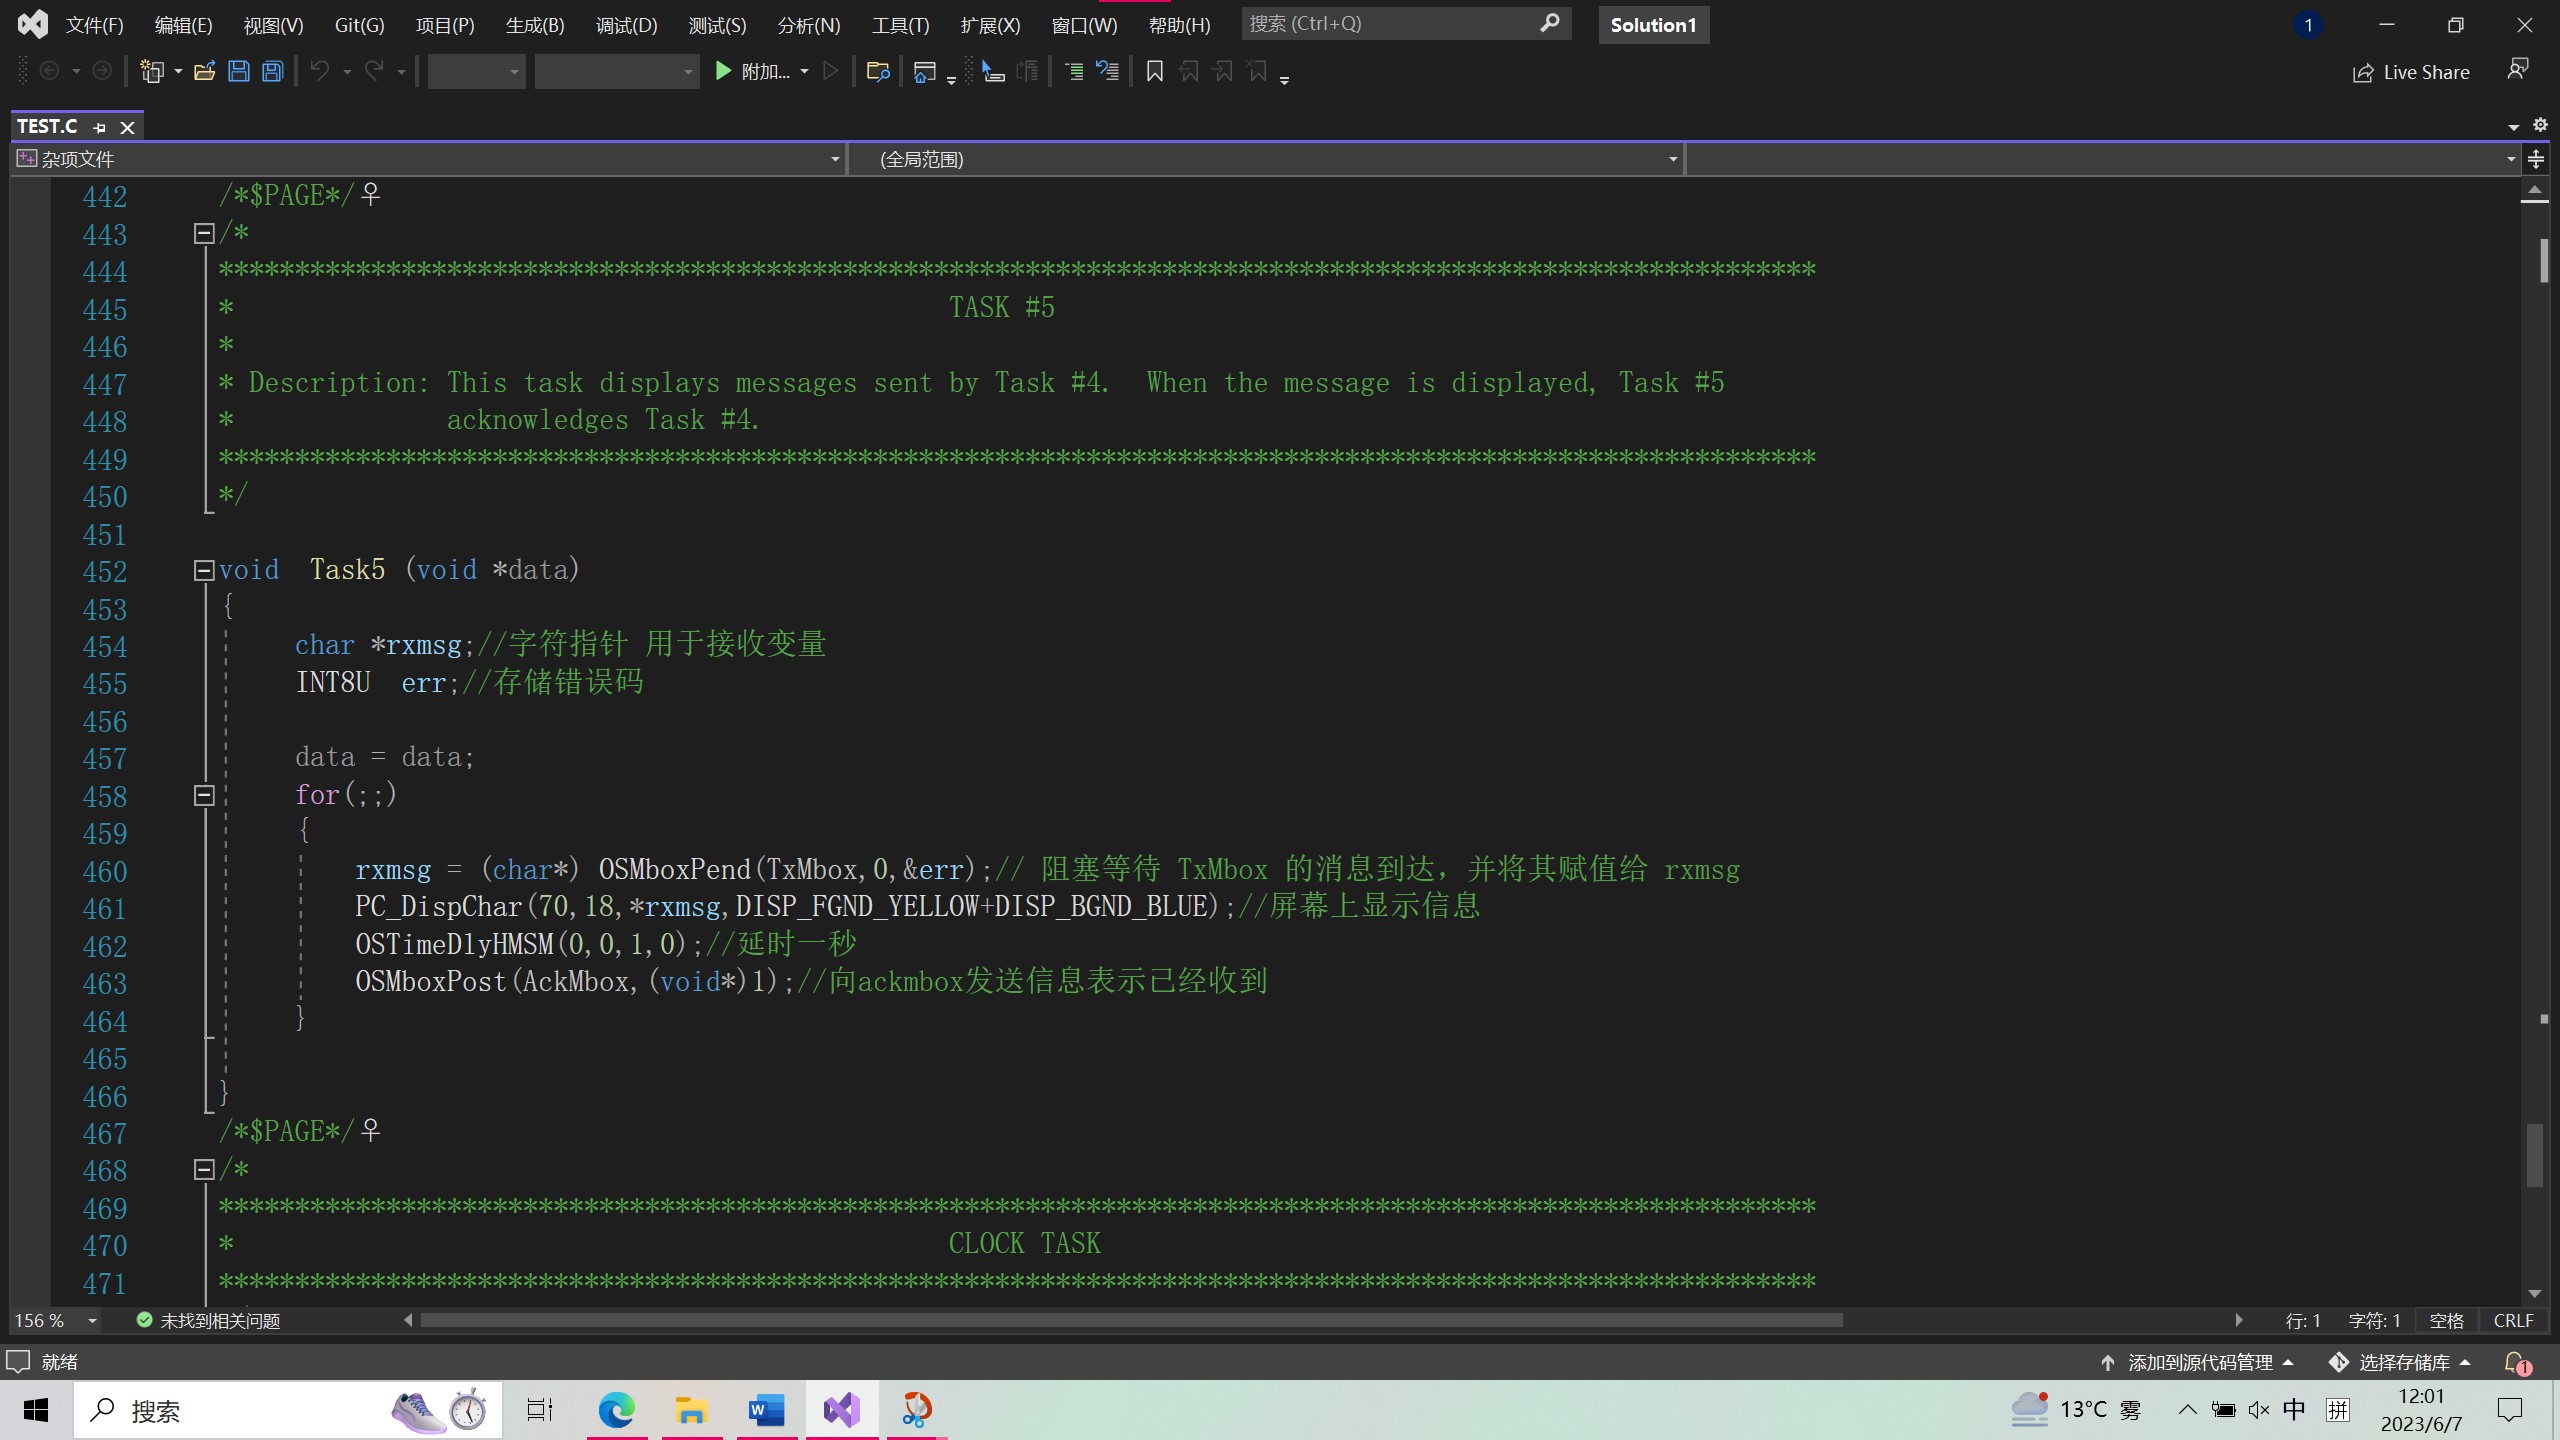 文件(F) 编辑(E) 视图(V) Git(G) 项目(P) 生成(B) 调试(D) 测试(S) 分析(N) 工具(T) 扩展(X) 窗口(W) 帮助(H) 搜索 (Ctrl+Q) Solution1 1
附加... Live Share
TEST.C
杂项文件 (全局范围)
442 /*$PAGE*/♀
443 /*
444 *********************************************************************************************************
445 * TASK #5
446 *
447 * Description: This task displays messages sent by Task #4.  When the message is displayed, Task #5
448 * acknowledges Task #4.
449 *********************************************************************************************************
450 */
451
452 void  Task5 (void *data)
453 {
454 char *rxmsg;//字符指针 用于接收变量
455 INT8U  err;//存储错误码
456
457 data = data;
458 for(;;)
459 {
460 rxmsg = (char*) OSMboxPend(TxMbox,0,&err);// 阻塞等待 TxMbox 的消息到达，并将其赋值给 rxmsg
461 PC_DispChar(70,18,*rxmsg,DISP_FGND_YELLOW+DISP_BGND_BLUE);//屏幕上显示信息
462 OSTimeDlyHMSM(0,0,1,0);//延时一秒
463 OSMboxPost(AckMbox,(void*)1);//向ackmbox发送信息表示已经收到
464 }
465
466 }
467 /*$PAGE*/♀
468 /*
469 *********************************************************************************************************
470 * CLOCK TASK
471 *********************************************************************************************************
156 % 未找到相关问题 行: 1 字符: 1 空格 CRLF
就绪 添加到源代码管理 选择存储库 1
搜索 13°C 雾 中 拼 12:01
2023/6/7